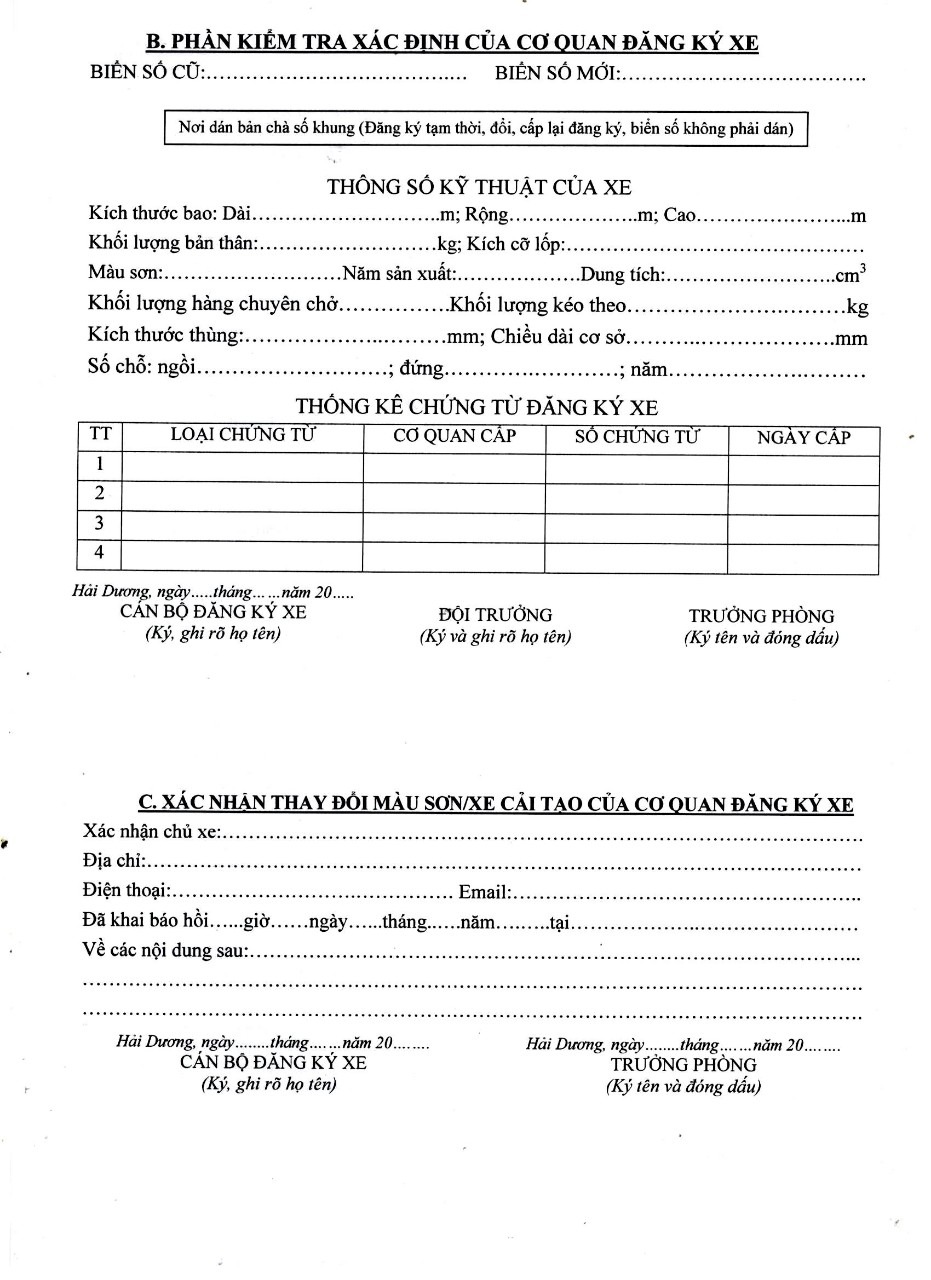 B. PHẦN KIỂM TRA XÁC ĐỊNH CỦA CƠ QUAN ĐĂNG KÝ XE
BIỂN SỐ CŨ:........................................ BIỂN SỐ MỚI:.....................................
Nơi dán bản chà số khung (Đăng ký tạm thời, đổi, cấp lại đăng ký, biển số không phải dán)
THÔNG SỐ KỸ THUẬT CỦA XE
Kích thước bao: Dài..............................m; Rộng....................m; Cao........................m
Khối lượng bản thân:...........................kg; Kích cỡ lốp:..............................................
Màu sơn:...........................Năm sản xuất:...................Dung tích:..........................cm³
Khối lượng hàng chuyên chở.................Khối lượng kéo theo.....................................kg
Kích thước thùng:...............................mm; Chiều dài cơ sở................................mm
Số chỗ: ngồi..............................; đứng...........................; năm..............................
THỐNG KÊ CHỨNG TỪ ĐĂNG KÝ XE
TT LOẠI CHỨNG TỪ CƠ QUAN CẤP SỐ CHỨNG TỪ NGÀY CẤP
1
2
3
4
Hải Dương, ngày.....tháng......năm 20.....
CÁN BỘ ĐĂNG KÝ XE ĐỘI TRƯỞNG TRƯỞNG PHÒNG
(Ký, ghi rõ họ tên) (Ký và ghi rõ họ tên) (Ký tên và đóng dấu)
C. XÁC NHẬN THAY ĐỔI MÀU SƠN/XE CẢI TẠO CỦA CƠ QUAN ĐĂNG KÝ XE
Xác nhận chủ xe:....................................................................................................
Địa chỉ:................................................................................................................
Điện thoại:............................................ Email:......................................................
Đã khai báo hồi......giờ......ngày......tháng......năm.........tại.............................................
Về các nội dung sau:...............................................................................................
..........................................................................................................................
..........................................................................................................................
Hải Dương, ngày........tháng.......năm 20........ Hải Dương, ngày........tháng.......năm 20........
CÁN BỘ ĐĂNG KÝ XE TRƯỞNG PHÒNG
(Ký, ghi rõ họ tên) (Ký tên và đóng dấu)